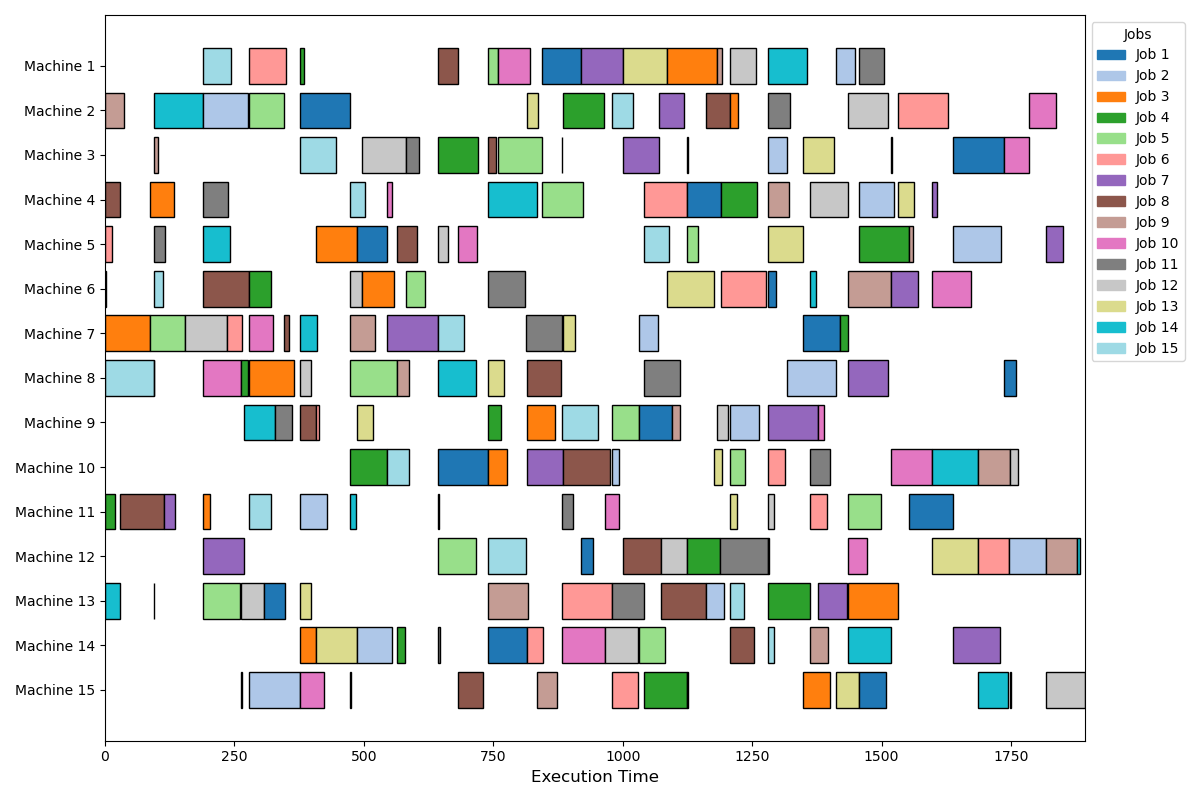 Machine 1
Machine 2
Machine 3
Machine 4
Machine 5
Machine 6
Machine 7
Machine 8
Machine 9
Machine 10
Machine 11
Machine 12
Machine 13
Machine 14
Machine 15
0 250 500 750 1000 1250 1500 1750
Execution Time
Jobs
Job 1
Job 2
Job 3
Job 4
Job 5
Job 6
Job 7
Job 8
Job 9
Job 10
Job 11
Job 12
Job 13
Job 14
Job 15